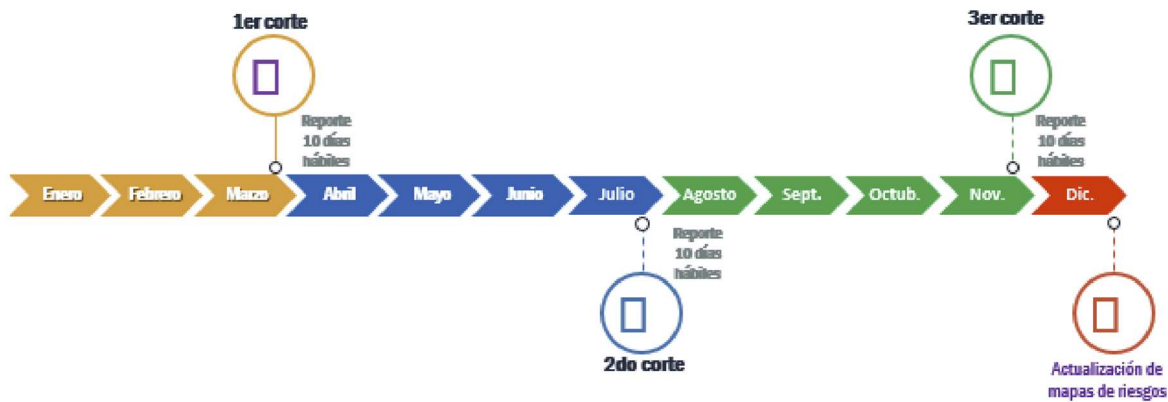 1er corte
3er corte
Reporte
10 días
hábiles
Reporte
10 días
hábiles
Enero
Febrero
Marzo
Abril
Mayo
Junio
Julio
Agosto
Sept.
Octub.
Nov.
Dic.
Reporte
10 días
hábiles
2do corte
Actualización de
mapas de riesgos